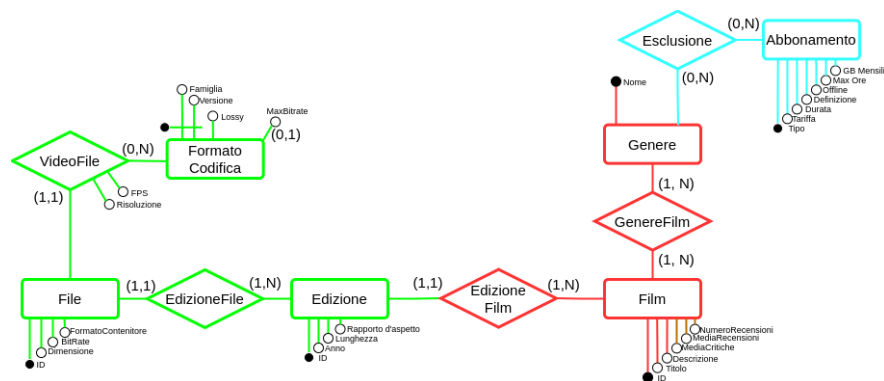 (0,N)
Esclusione
Abbonamento
(0,N)
GB Mensili
Max Ore
Offline
Definizione
Durata
Tariffa
Tipo
Nome
Famiglia
Versione
Lossy
MaxBitrate
(0,1)
VideoFile
(0,N)
Formato
Codifica
(1,1)
FPS
Risoluzione
Genere
(1, N)
GenereFilm
(1, N)
File
(1,1)
EdizioneFile
(1,N)
Edizione
(1,1)
Edizione
Film
(1,N)
Film
FormatoContenitore
BitRate
Dimensione
ID
Rapporto d'aspetto
Lunghezza
Anno
ID
NumeroRecensioni
MediaRecensioni
MediaCritiche
Descrizione
Titolo
ID